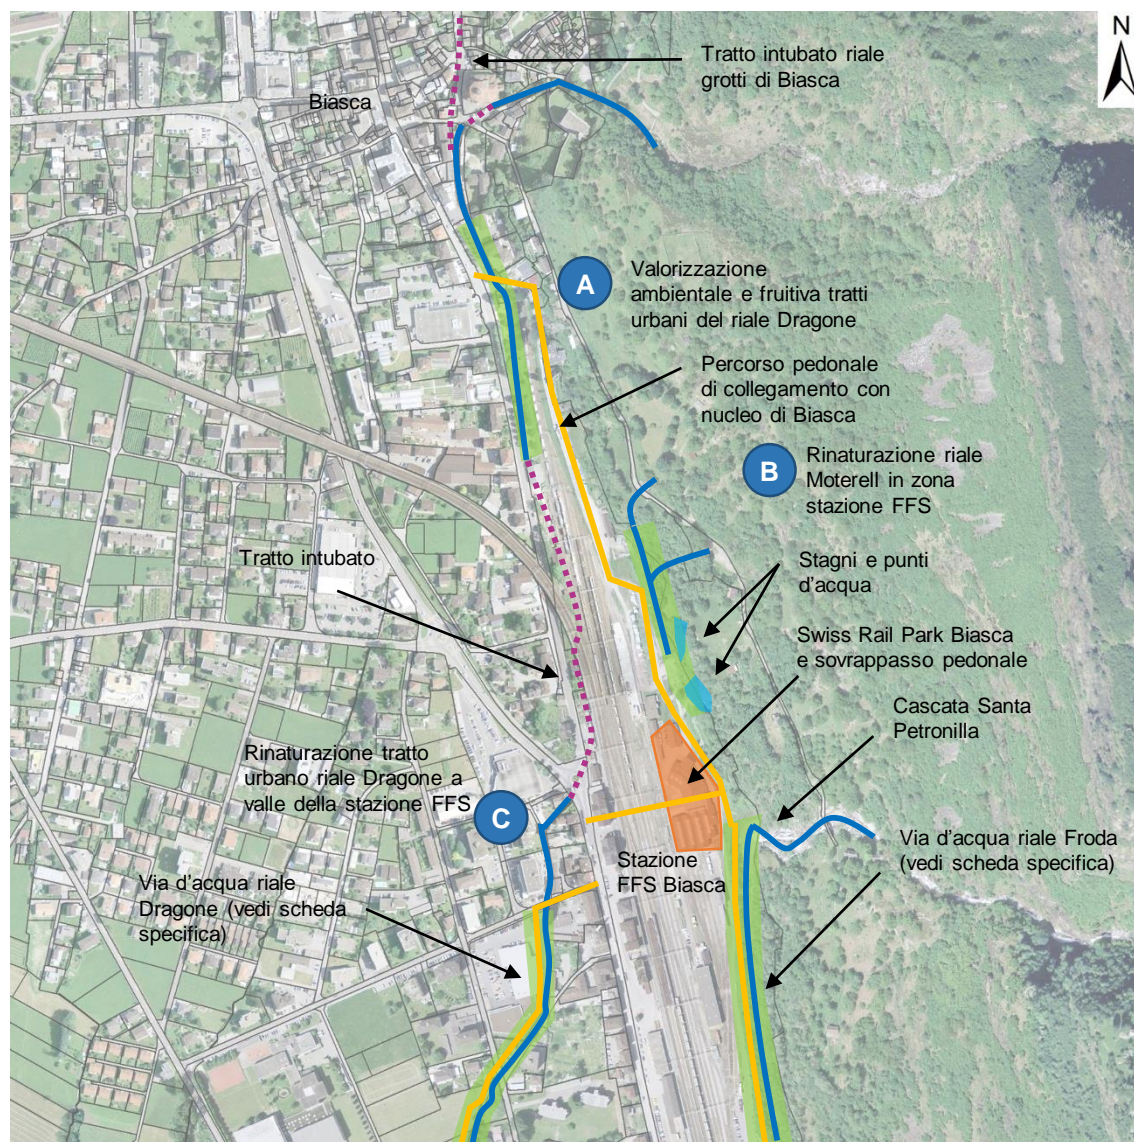 N
Tratto intubato riale
grotti di Biasca
Biasca
A
Valorizzazione
ambientale e fruitiva tratti
urbani del riale Dragone
Percorso pedonale
di collegamento con
nucleo di Biasca
B
Rinaturazione riale
Moterell in zona
stazione FFS
Tratto intubato
Stagni e punti
d'acqua
Swiss Rail Park Biasca
e sovrappasso pedonale
Cascata Santa
Petronilla
Rinaturazione tratto
urbano riale Dragone a
valle della stazione FFS
C
Via d'acqua riale Froda
(vedi scheda specifica)
Stazione
FFS Biasca
Via d'acqua riale
Dragone (vedi scheda
specifica)